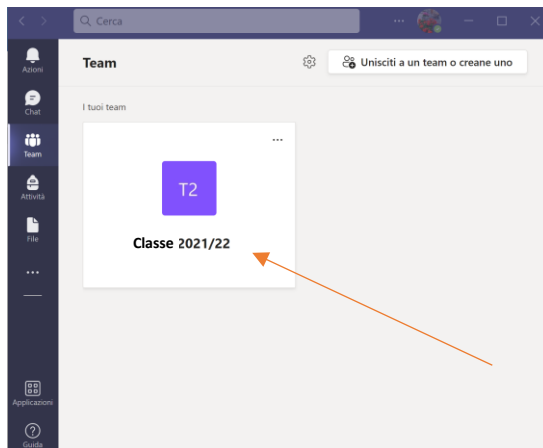 Cerca
...
Azioni
Team
Unisciti a un team o creane uno
Chat
I tuoi team
Team
...
T2
Attività
Classe 2021/22
File
...
Applicazioni
Guida